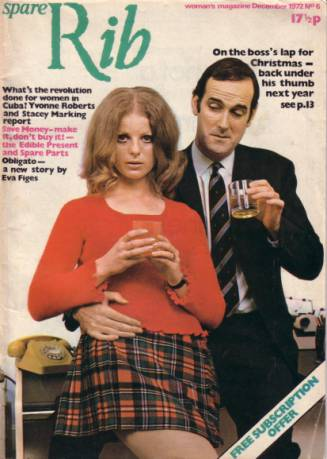 spare
Rib
woman's magazine December 1972 Nº 6
17½p
On the boss's lap for
Christmas —
back under
his thumb
next year
see p.13
What's the revolution
done for women in
Cuba? Yvonne Roberts
and Stacey Marking
report
Save Money–make
it, don't buy it! —
the Edible Present
and Spare Parts
Obligato —
a new story by
Eva Figes
FREE SUBSCRIPTION
OFFER